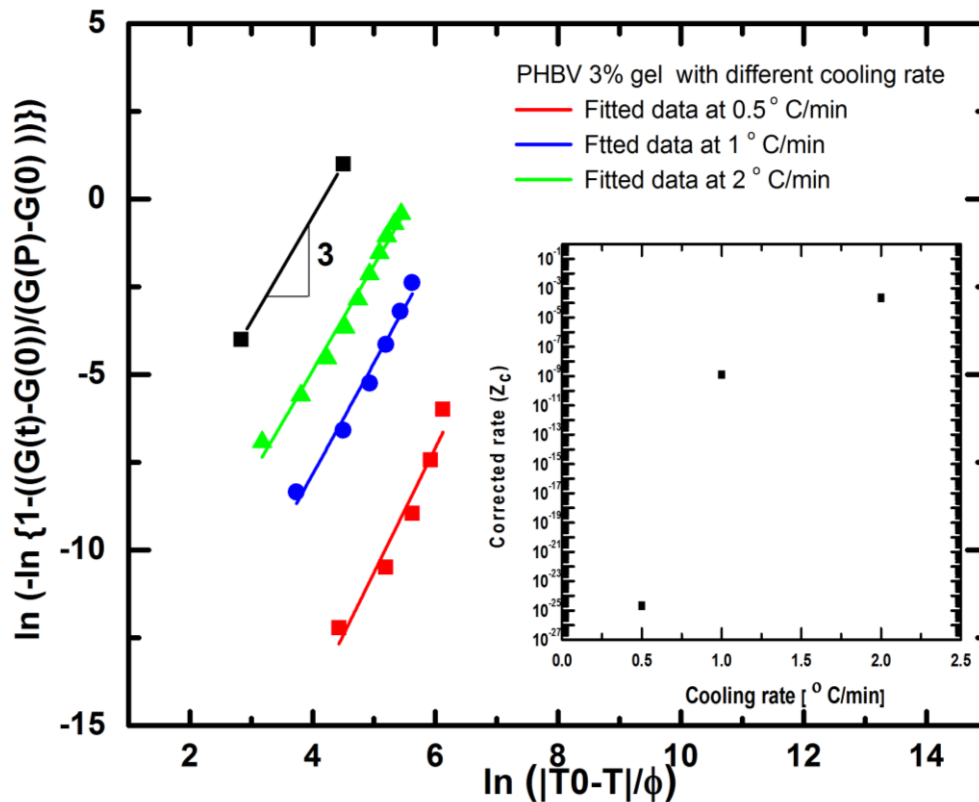 ln (-ln {1-((G(t)-G(0))/(G(P)-G(0) ))})
5
0
-5
-10
-15
PHBV 3% gel with different cooling rate
Fitted data at 0.5° C/min
Ftted data at 1 ° C/min
Fitted data at 2 ° C/min
3
Corrected rate (Z_C)
10^-1
10^-3
10^-5
10^-7
10^-9
10^-11
10^-13
10^-15
10^-17
10^-19
10^-21
10^-23
10^-25
10^-27
0.0 0.5 1.0 1.5 2.0 2.5
Cooling rate [ ° C/min]
2 4 6 8 10 12 14
ln (|T0-T|/ϕ)